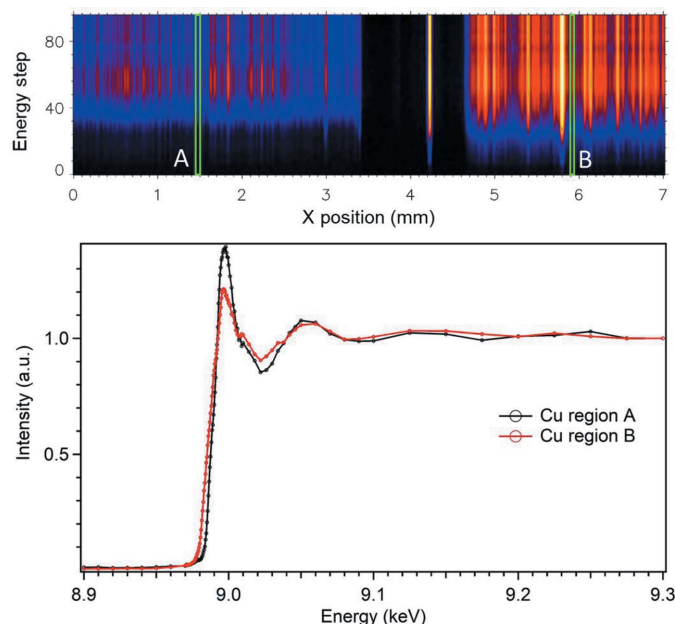 80
40
0
Energy step
A
B
0 1 2 3 4 5 6 7
X position (mm)
1.0
0.5
Intensity (a.u.)
Cu region A
Cu region B
8.9 9.0 9.1 9.2 9.3
Energy (keV)